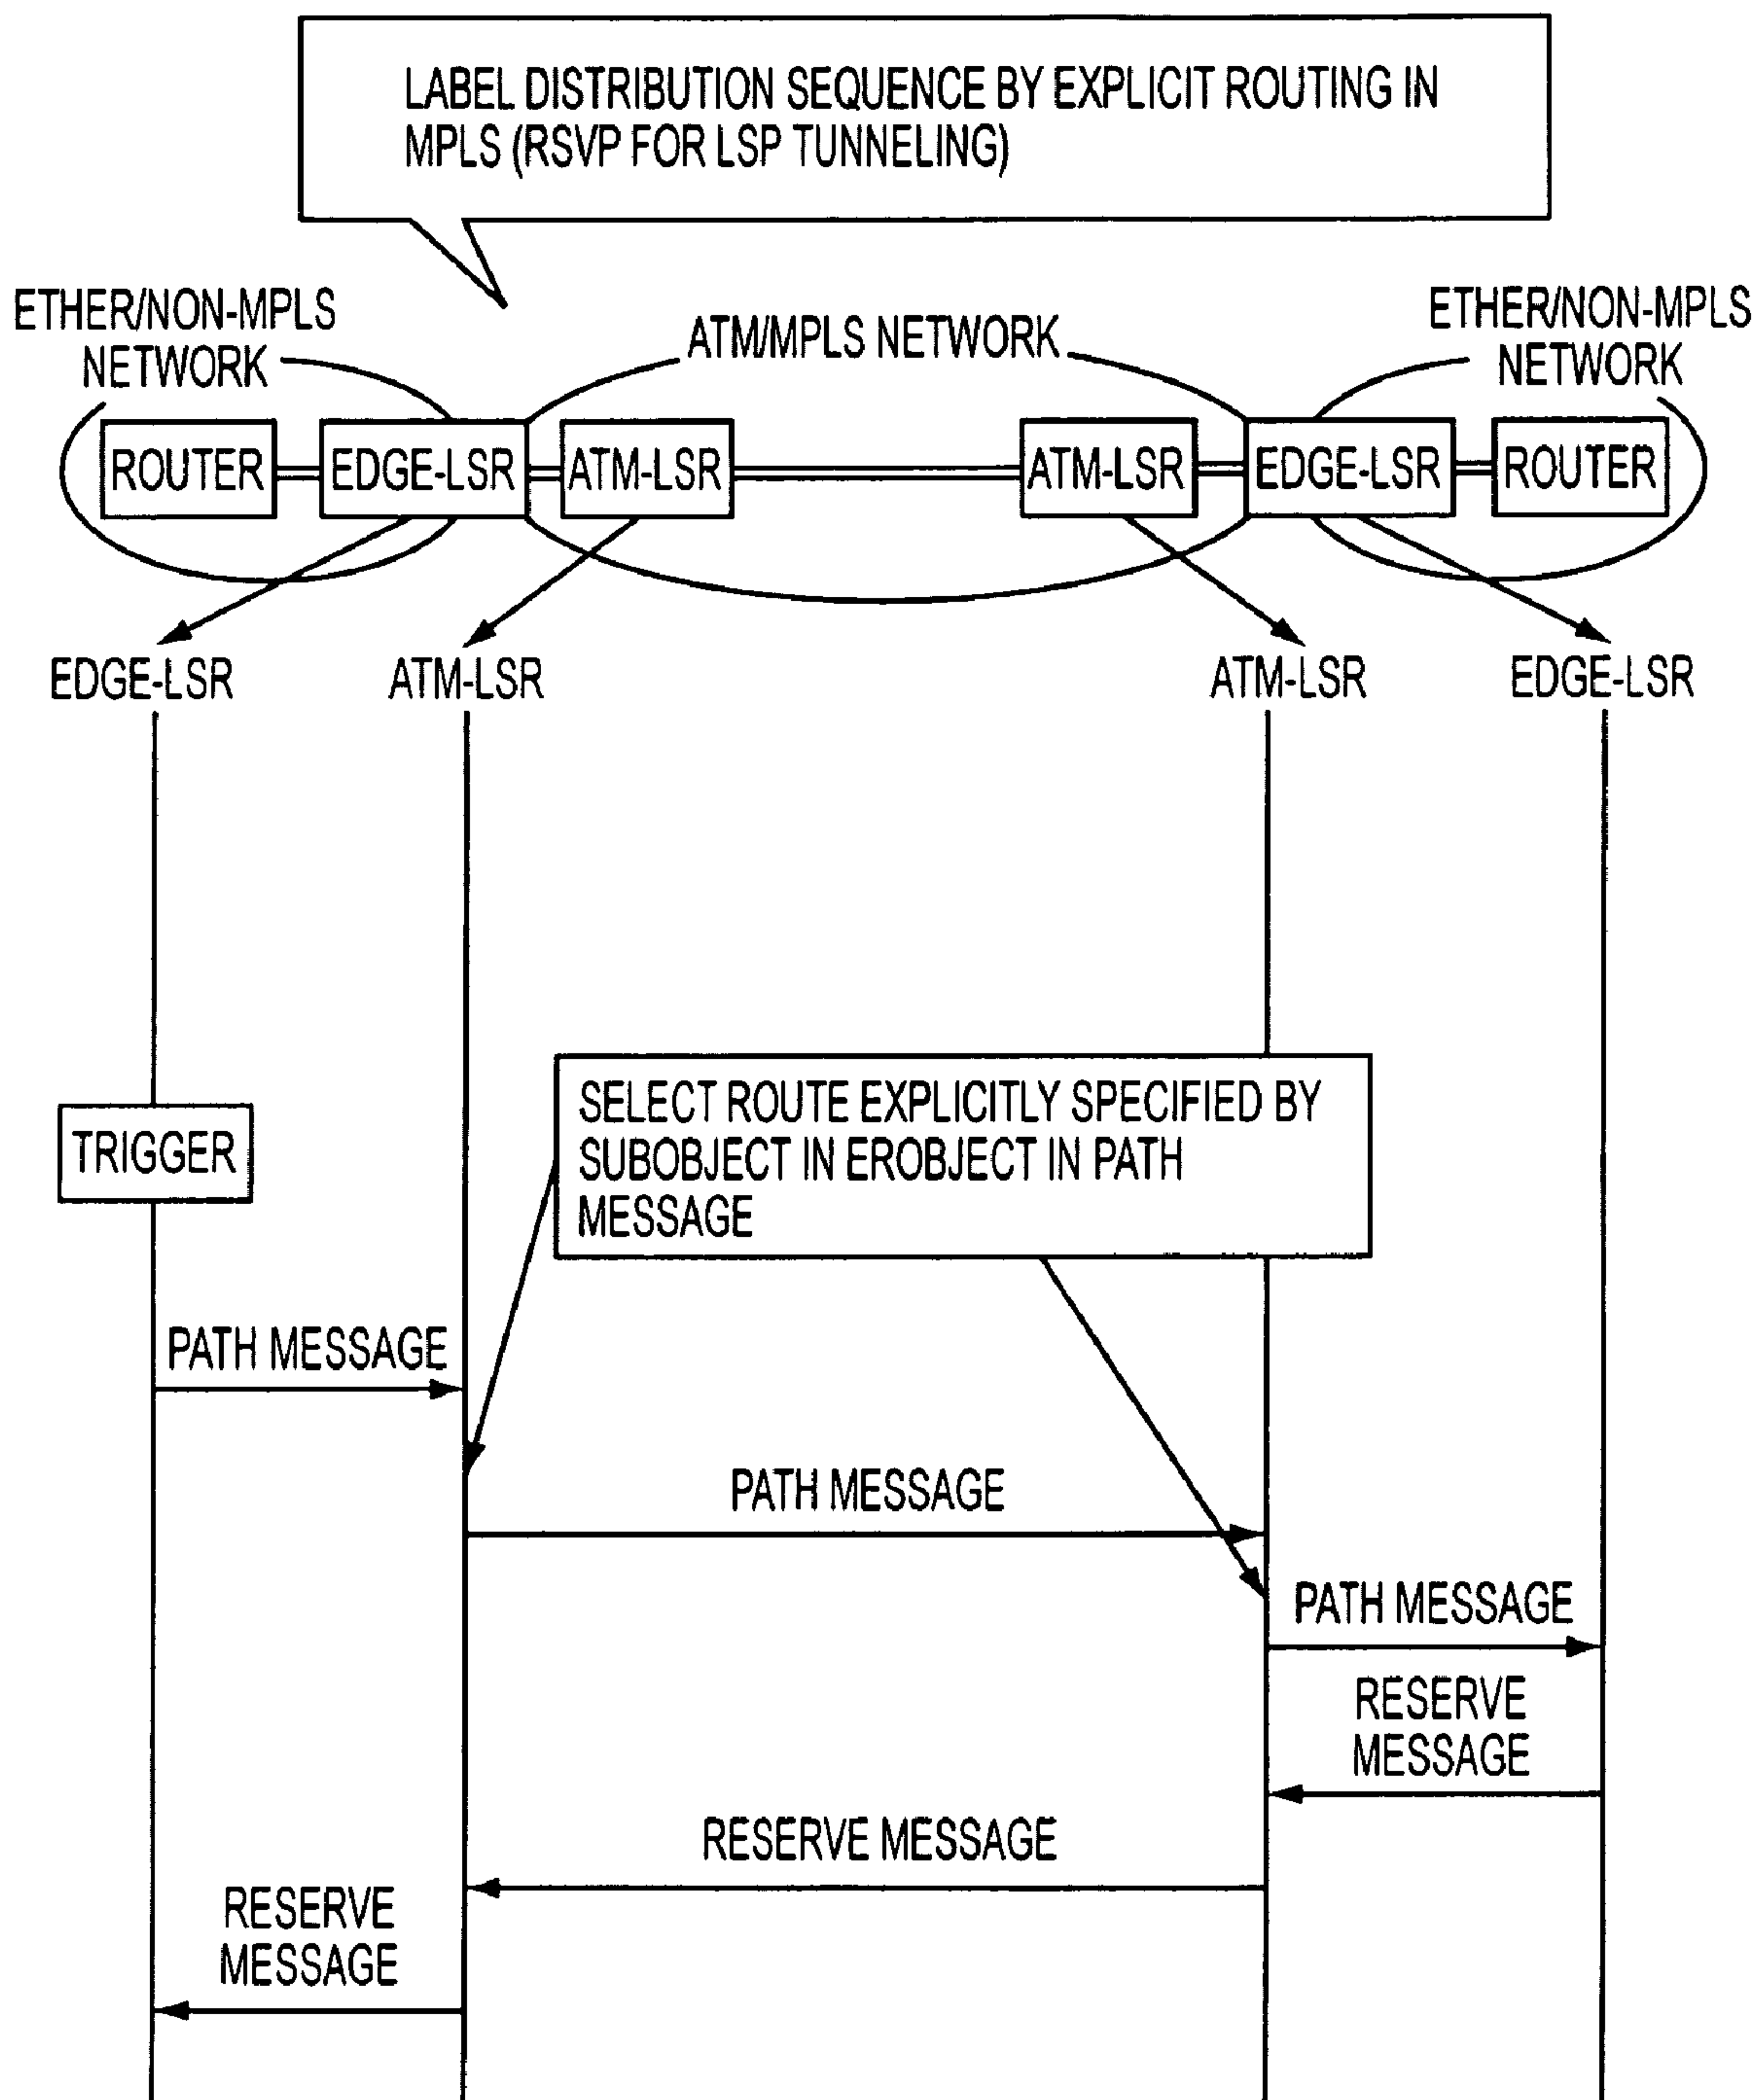 LABEL DISTRIBUTION SEQUENCE BY EXPLICIT ROUTING IN
MPLS (RSVP FOR LSP TUNNELING)
ETHER/NON-MPLS
NETWORK
ATM/MPLS NETWORK
ETHER/NON-MPLS
NETWORK
ROUTER
EDGE-LSR
ATM-LSR
ATM-LSR
EDGE-LSR
ROUTER
EDGE-LSR
ATM-LSR
ATM-LSR
EDGE-LSR
TRIGGER
SELECT ROUTE EXPLICITLY SPECIFIED BY
SUBOBJECT IN EROBJECT IN PATH
MESSAGE
PATH MESSAGE
PATH MESSAGE
PATH MESSAGE
RESERVE
MESSAGE
RESERVE MESSAGE
RESERVE
MESSAGE